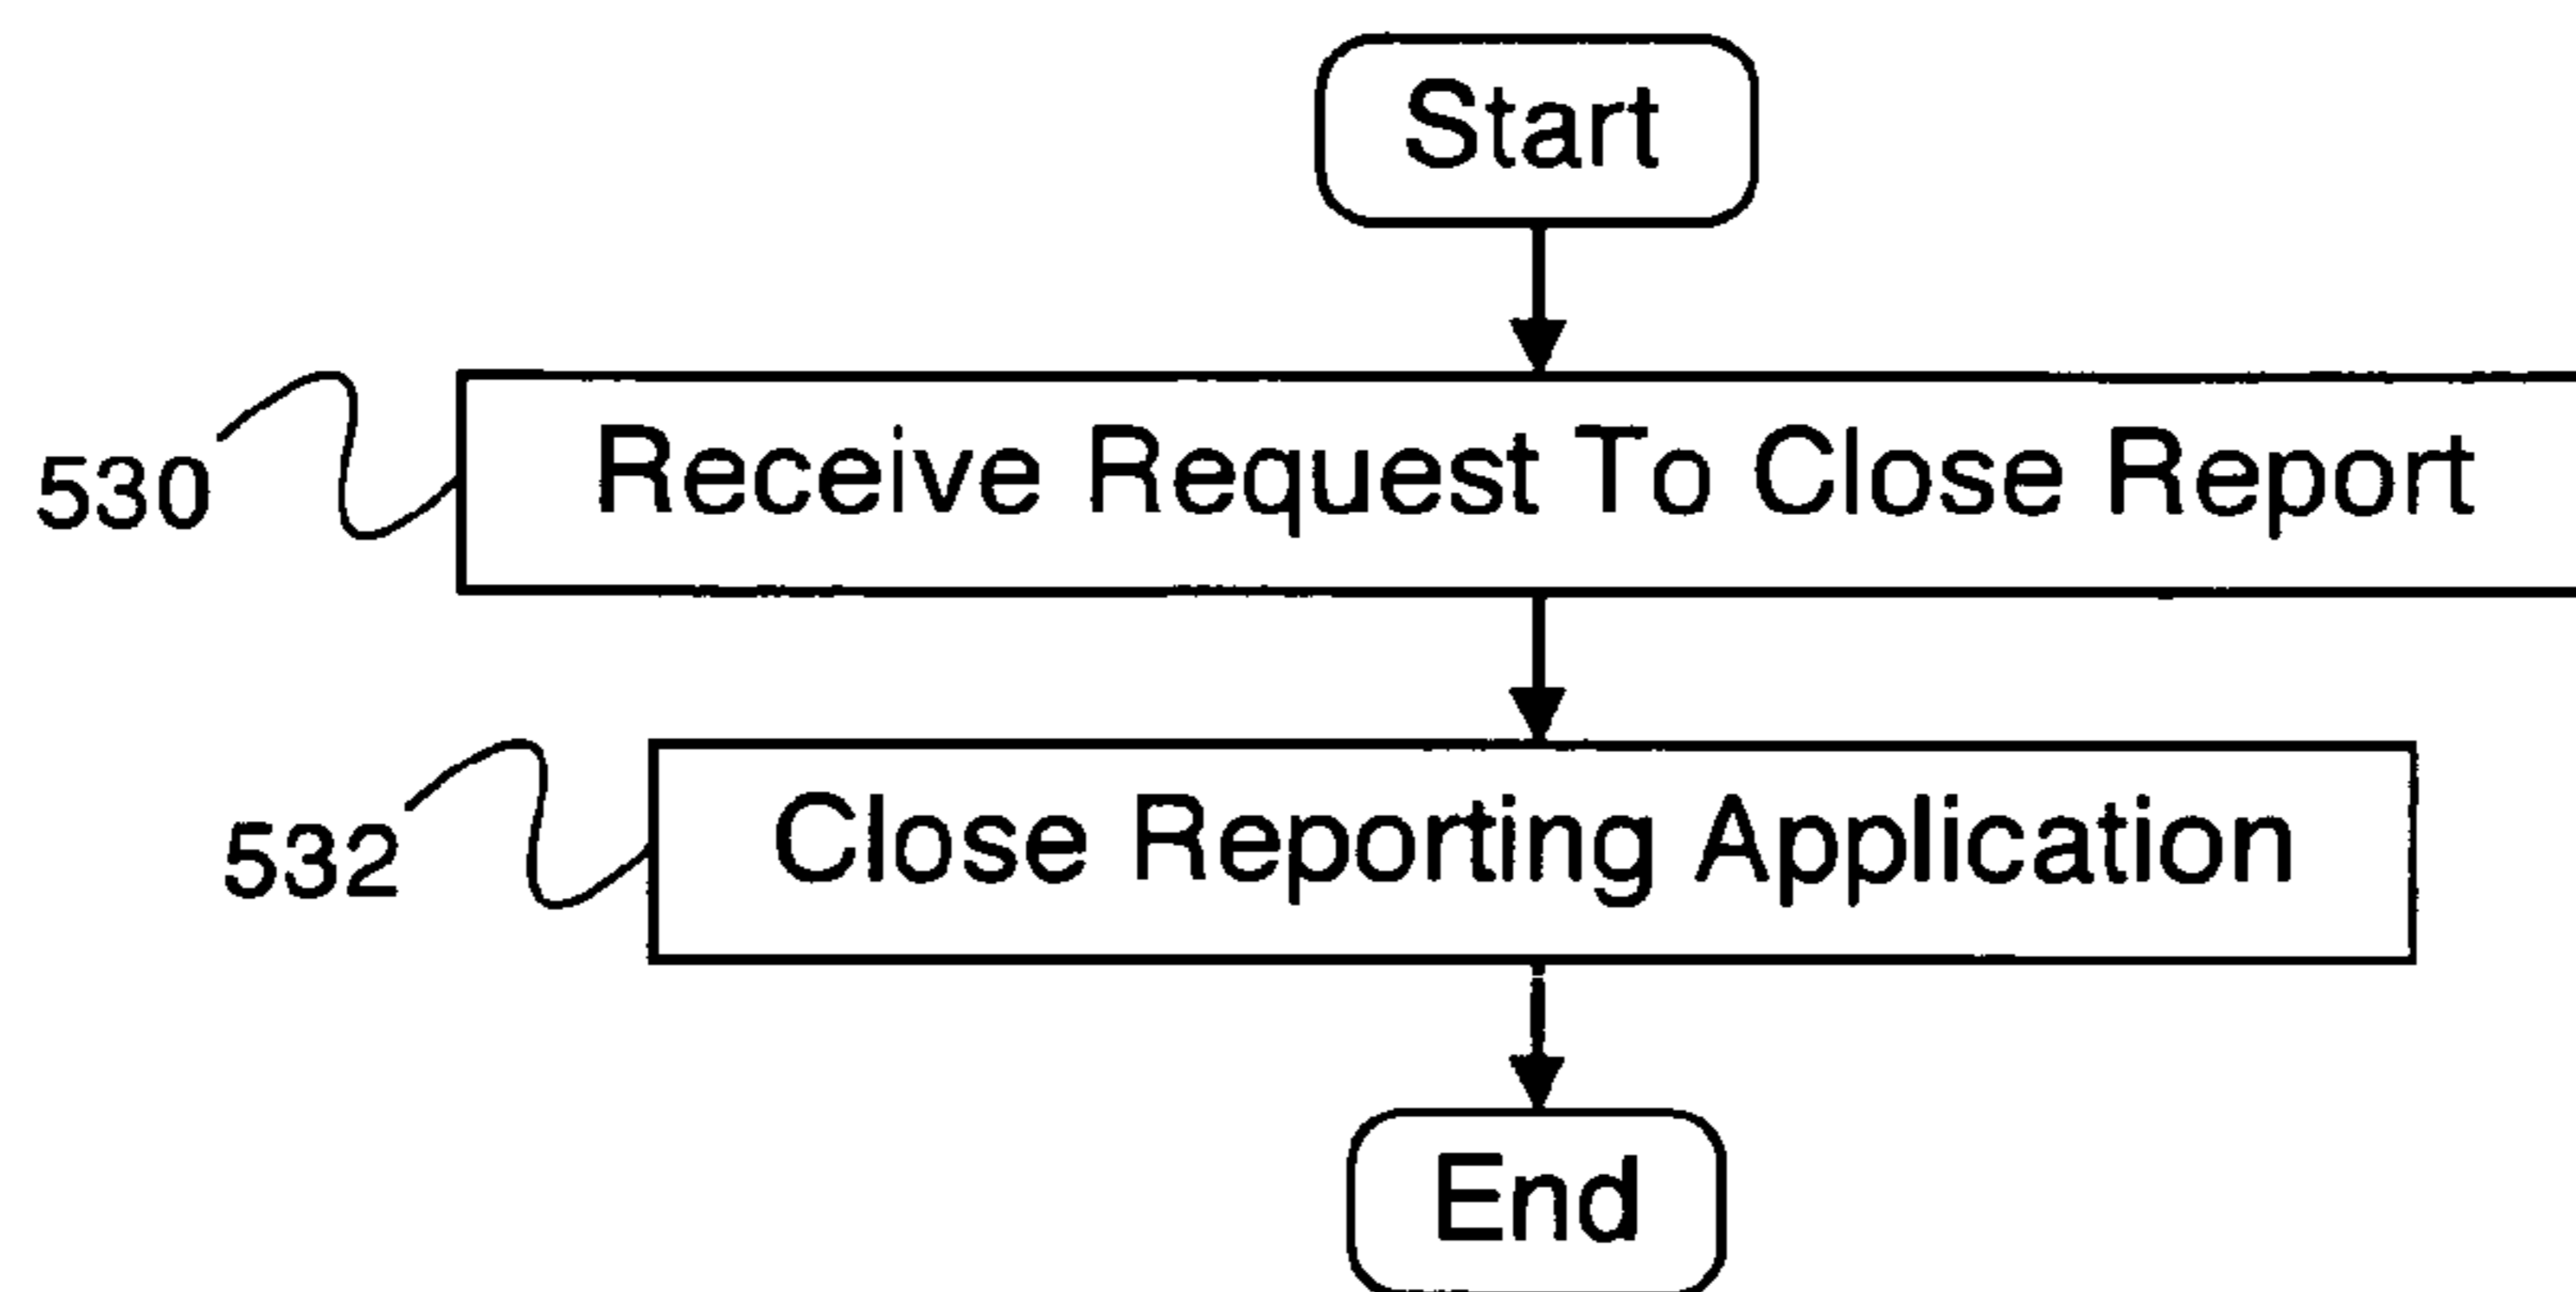 Start
530
Receive Request To Close Report
532
Close Reporting Application
End